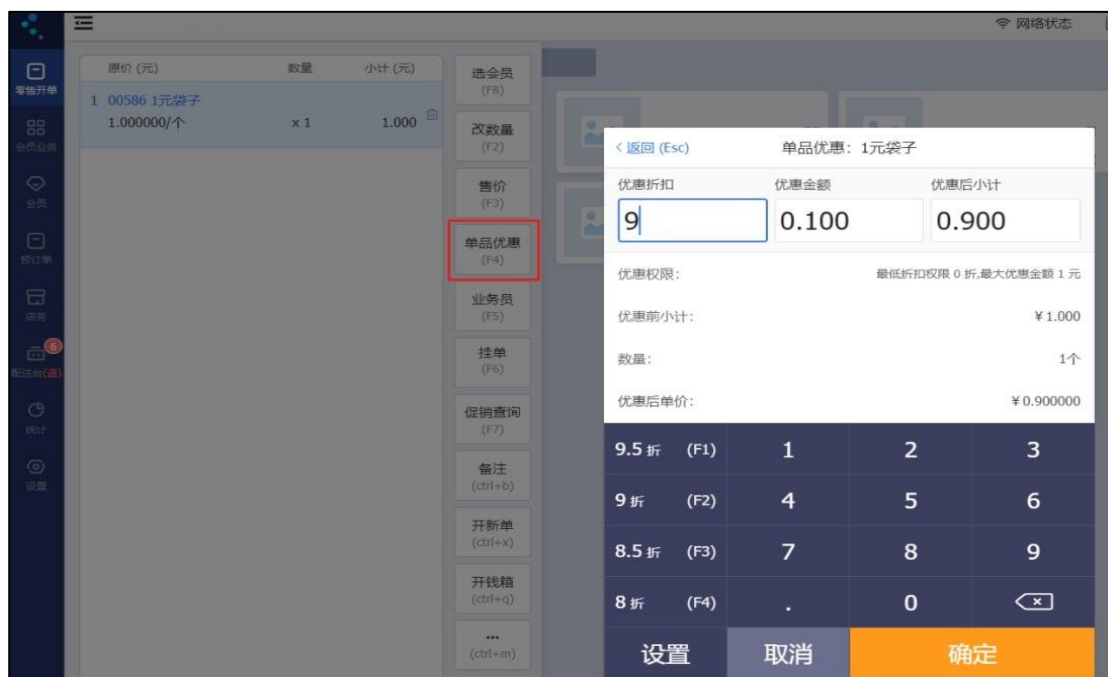 网络状态
零售开单
会员业务
会员
预订单
店务
6
配送台(退)
统计
设置
原价 (元) 数量 小计 (元)
1 00586 1元袋子
1.000000/个 x 1 1.000
选会员
(F8)
改数量
(F2)
售价
(F3)
单品优惠
(F4)
业务员
(F5)
挂单
(F6)
促销查询
(F7)
备注
(ctrl+b)
开新单
(ctrl+x)
开钱箱
(ctrl+q)
•••
(ctrl+m)
<返回 (Esc) 单品优惠：1元袋子
优惠折扣 优惠金额 优惠后小计
9 0.100 0.900
优惠权限： 最低折扣权限 0 折,最大优惠金额 1 元
优惠前小计： ¥1.000
数量： 1个
优惠后单价： ¥0.900000
9.5 折 (F1) 1 2 3
9 折 (F2) 4 5 6
8.5 折 (F3) 7 8 9
8 折 (F4) . 0
设置 取消 确定